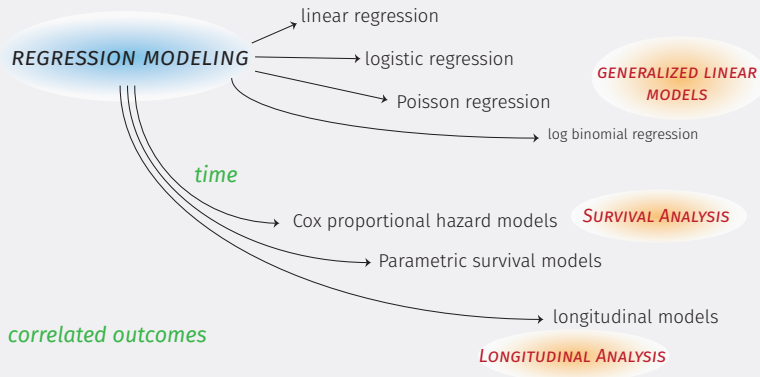 linear regression
REGRESSION MODELING
logistic regression
GENERALIZED LINEAR
MODELS
Poisson regression
log binomial regression
time
Cox proportional hazard models
SURVIVAL ANALYSIS
Parametric survival models
longitudinal models
correlated outcomes
LONGITUDINAL ANALYSIS